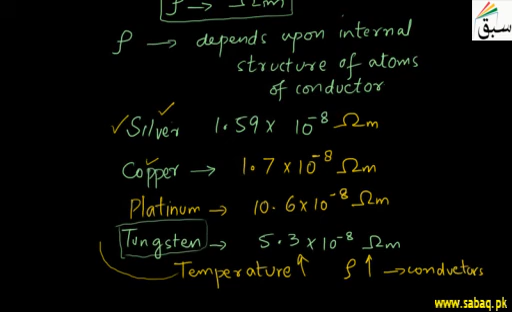 ρ → Ωm
سبق
ρ → depends upon internal
structure of atoms
of conductor
✓Silver✓ 1.59 × 10⁻⁸ Ωm
Copper✓ → 1.7 × 10⁻⁸ Ωm
Platinum → 10.6 × 10⁻⁸ Ωm
Tungsten → 5.3 × 10⁻⁸ Ωm
Temperature ↑ ρ ↑ → conductors
www.sabaq.pk